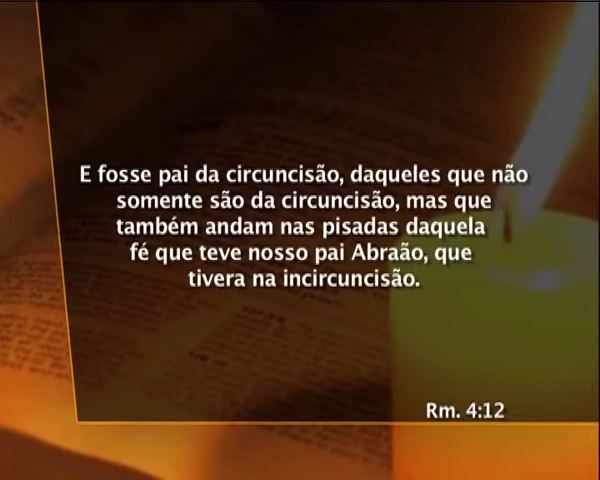 E fosse pai da circuncisão, daqueles que não
somente são da circuncisão, mas que
também andam nas pisadas daquela
fé que teve nosso pai Abraão, que
tivera na incircuncisão.
Rm. 4:12